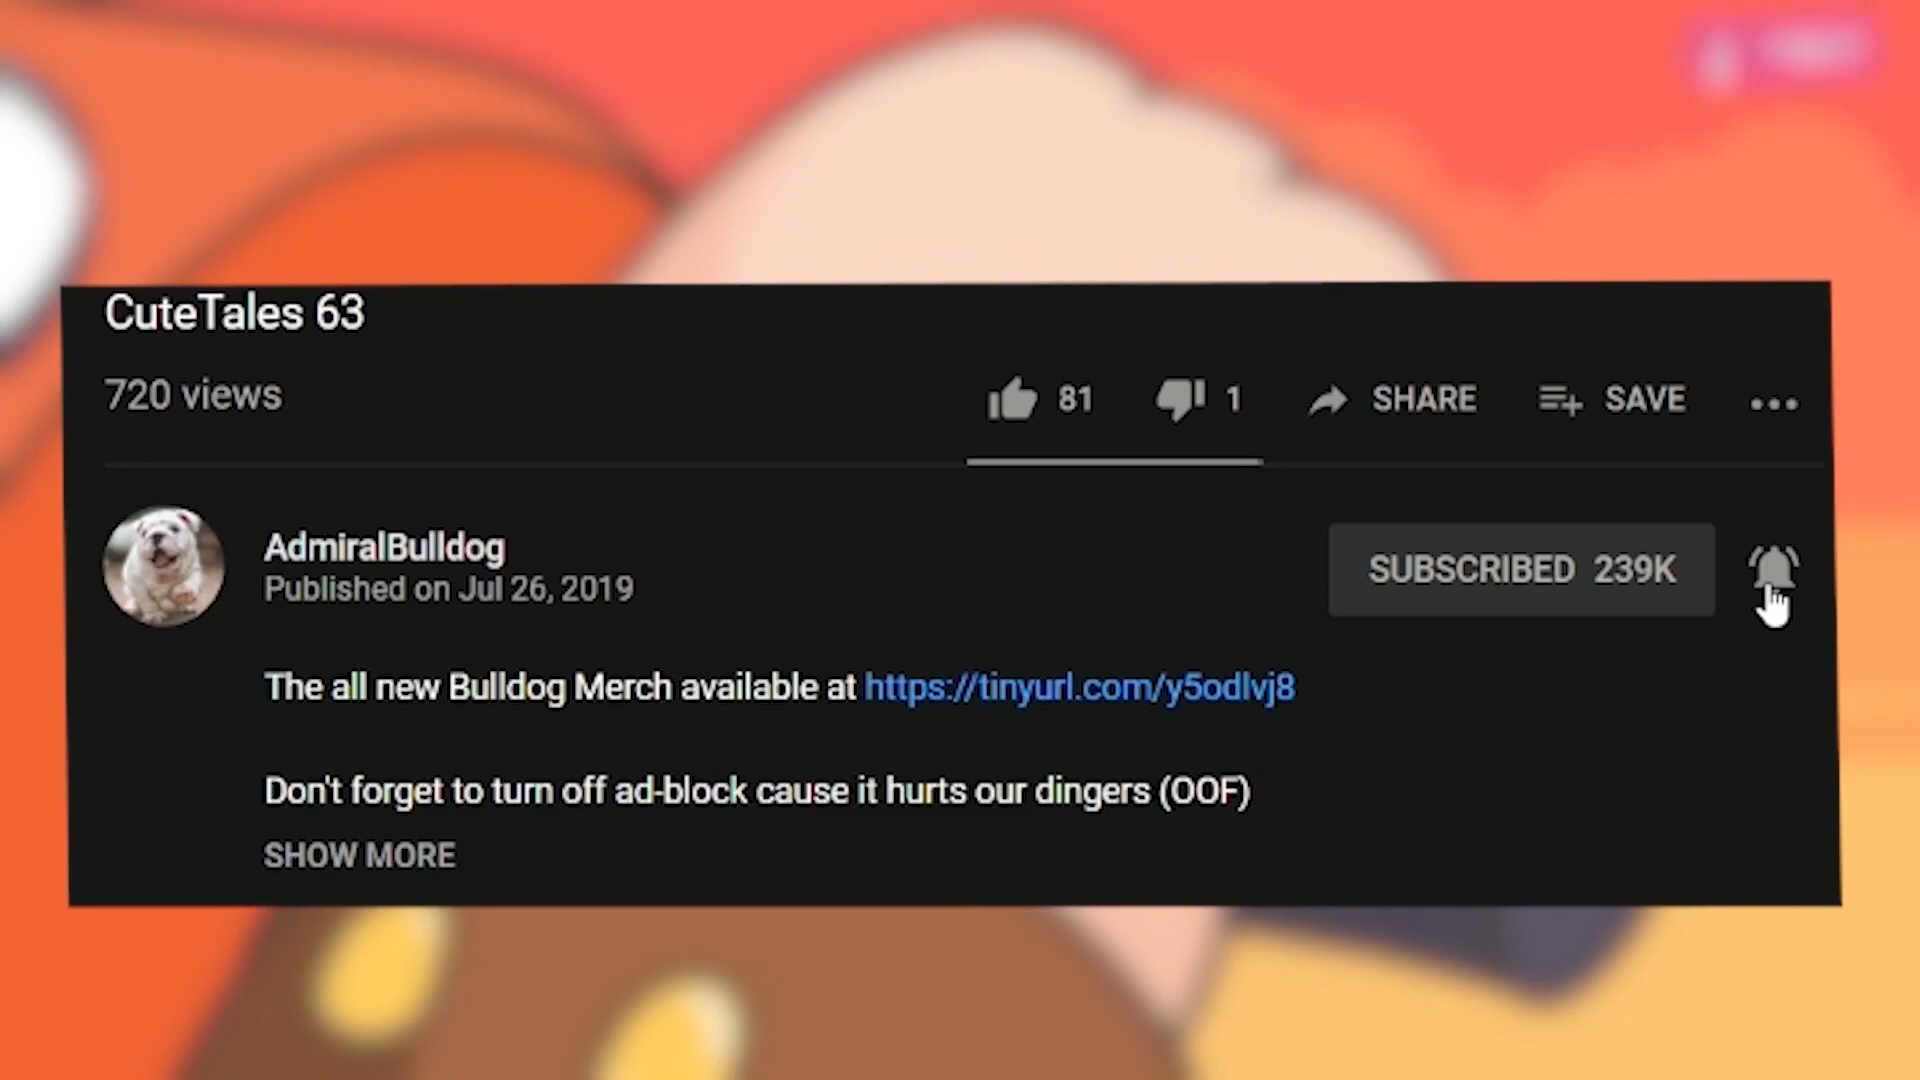 CuteTales 63
720 views
81 1 SHARE SAVE
AdmiralBulldog
Published on Jul 26, 2019
SUBSCRIBED 239K
The all new Bulldog Merch available at https://tinyurl.com/y5odlvj8
Don't forget to turn off ad-block cause it hurts our dingers (OOF)
SHOW MORE